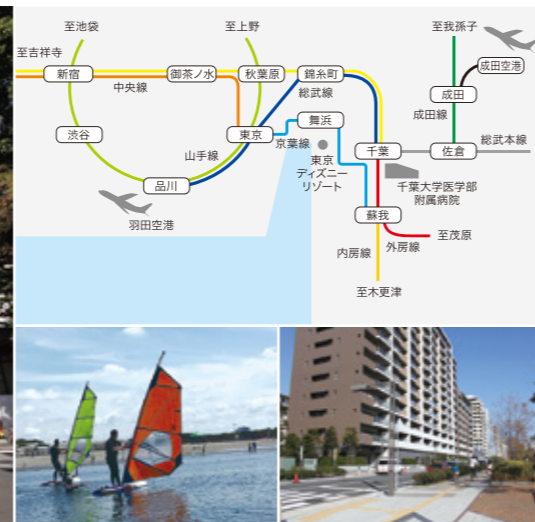 至池袋
至上野
至我孫子
至吉祥寺
新宿
御茶ノ水
秋葉原
錦糸町
成田空港
中央線
総武線
成田
舞浜
成田線
渋谷
東京
京葉線
千葉
佐倉
総武本線
山手線
東京
ディズニー
リゾート
品川
千葉大学医学部
附属病院
羽田空港
蘇我
至茂原
内房線
外房線
至木更津